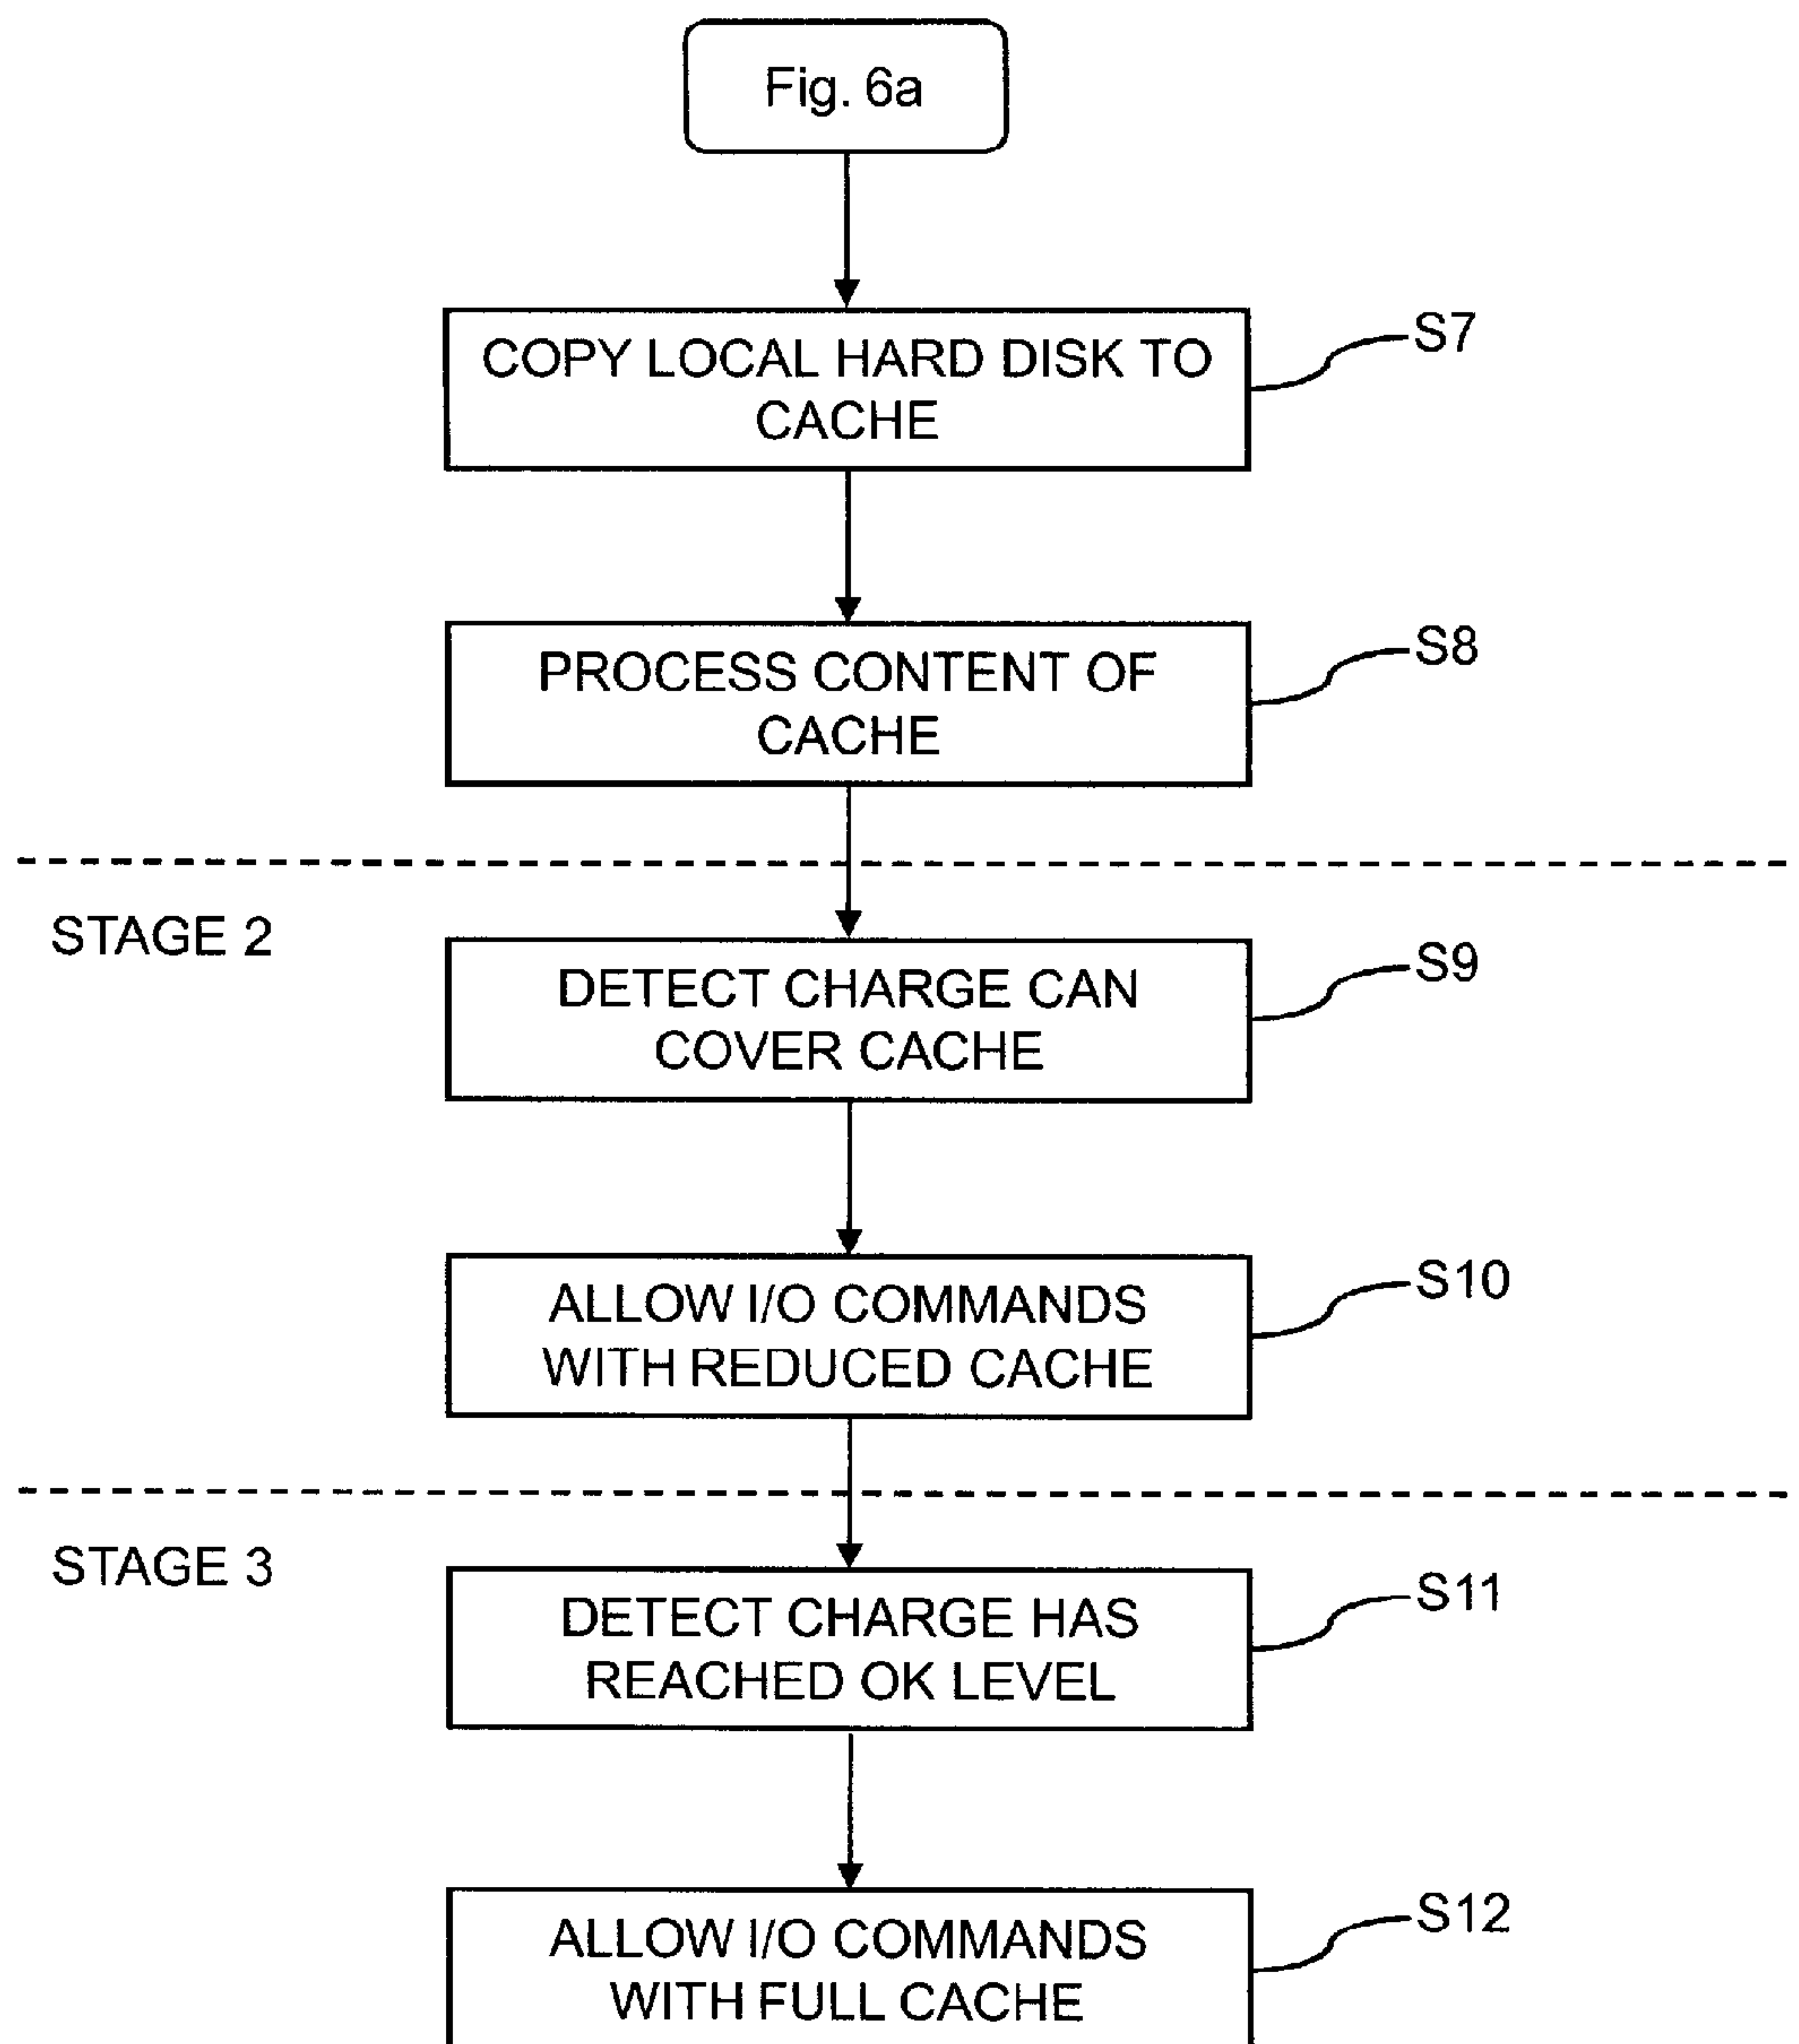 Fig. 6a
COPY LOCAL HARD DISK TO
CACHE
S7
PROCESS CONTENT OF
CACHE
S8
STAGE 2
DETECT CHARGE CAN
COVER CACHE
S9
ALLOW I/O COMMANDS
WITH REDUCED CACHE
S10
STAGE 3
DETECT CHARGE HAS
REACHED OK LEVEL
S11
ALLOW I/O COMMANDS
WITH FULL CACHE
S12